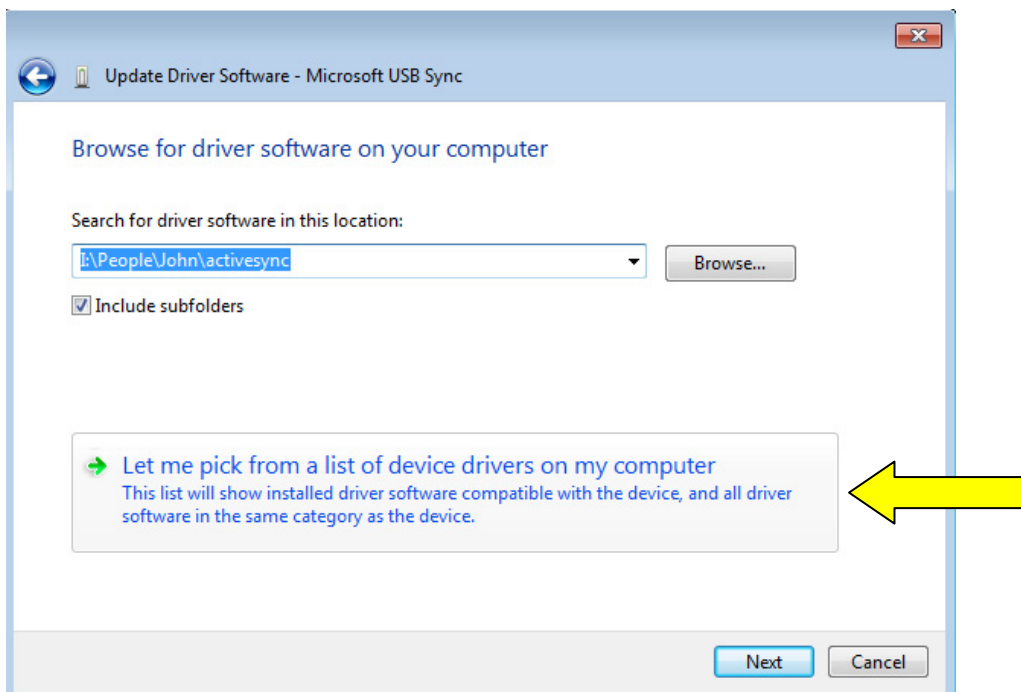 Update Driver Software - Microsoft USB Sync
Browse for driver software on your computer
Search for driver software in this location:
I:\People\John\activesync
Browse...
Include subfolders
Let me pick from a list of device drivers on my computer
This list will show installed driver software compatible with the device, and all driver
software in the same category as the device.
Next
Cancel